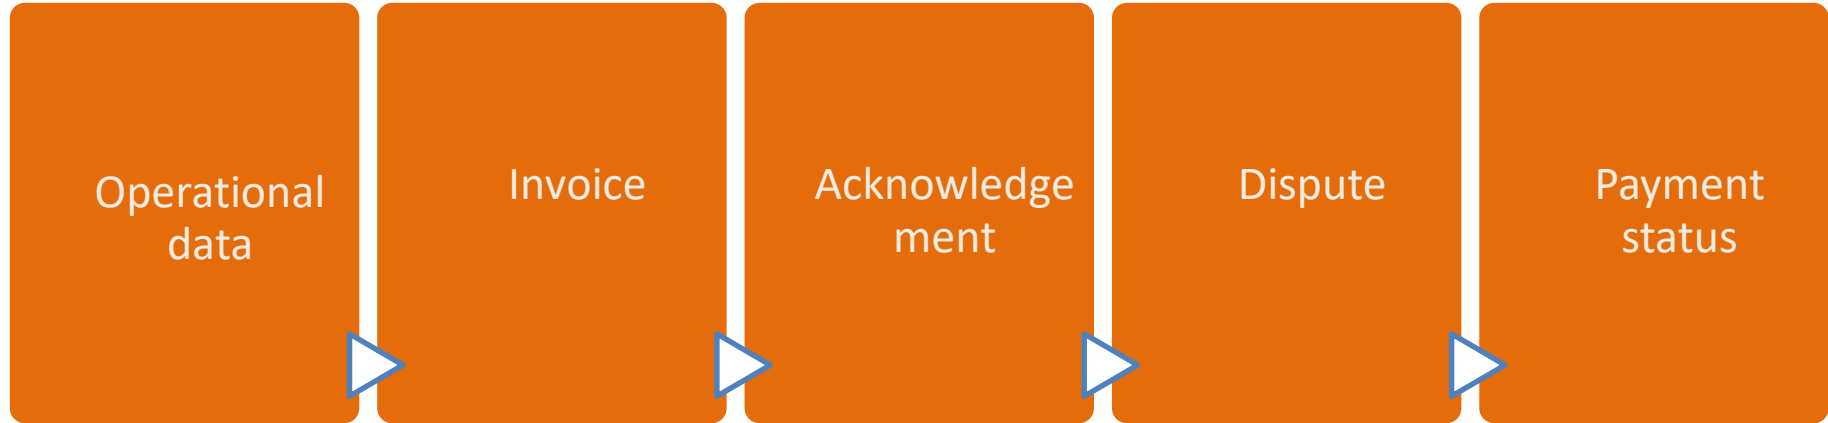 Operational
data
Invoice
Acknowledge
ment
Dispute
Payment
status